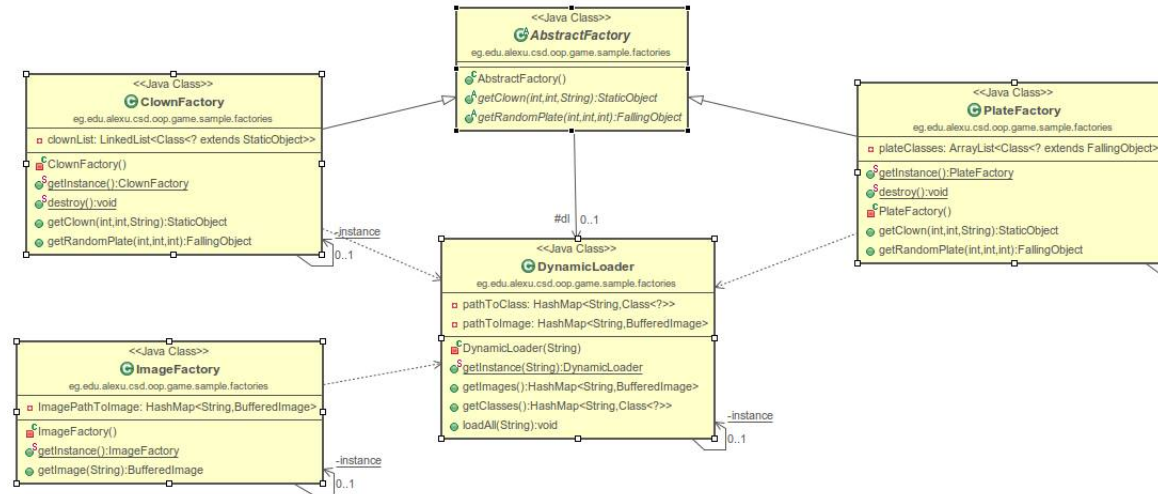 <<Java Class>>
AbstractFactory
eg.edu.alexu.csd.oop.game.sample.factories
AbstractFactory()
getClown(int,int,String):StaticObject
getRandomPlate(int,int,int):FallingObject
<<Java Class>>
ClownFactory
eg.edu.alexu.csd.oop.game.sample.factories
clownList: LinkedList<Class<? extends StaticObject>>
ClownFactory()
getInstance():ClownFactory
destroy():void
getClown(int,int,String):StaticObject
getRandomPlate(int,int,int):FallingObject
-instance
0..1
<<Java Class>>
PlateFactory
eg.edu.alexu.csd.oop.game.sample.factories
plateClasses: ArrayList<Class<? extends FallingObject>
getInstance():PlateFactory
destroy():void
PlateFactory()
getClown(int,int,String):StaticObject
getRandomPlate(int,int,int):FallingObject
#dl
0..1
<<Java Class>>
DynamicLoader
eg.edu.alexu.csd.oop.game.sample.factories
pathToClass: HashMap<String,Class<?>>
pathToImage: HashMap<String,BufferedImage>
DynamicLoader(String)
getInstance(String):DynamicLoader
getImages():HashMap<String,BufferedImage>
getClasses():HashMap<String,Class<?>>
loadAll(String):void
-instance
0..1
<<Java Class>>
ImageFactory
eg.edu.alexu.csd.oop.game.sample.factories
ImagePathToImage: HashMap<String,BufferedImage>
ImageFactory()
getInstance():ImageFactory
getImage(String):BufferedImage
-instance
0..1